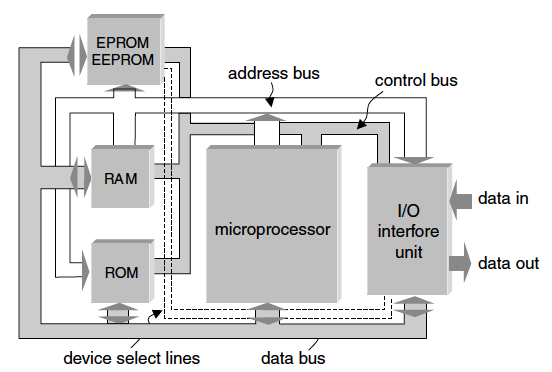 EPROM
EEPROM
address bus
control bus
RAM
data in
microprocessor
I/O
interfore
unit
data out
ROM
device select lines
data bus